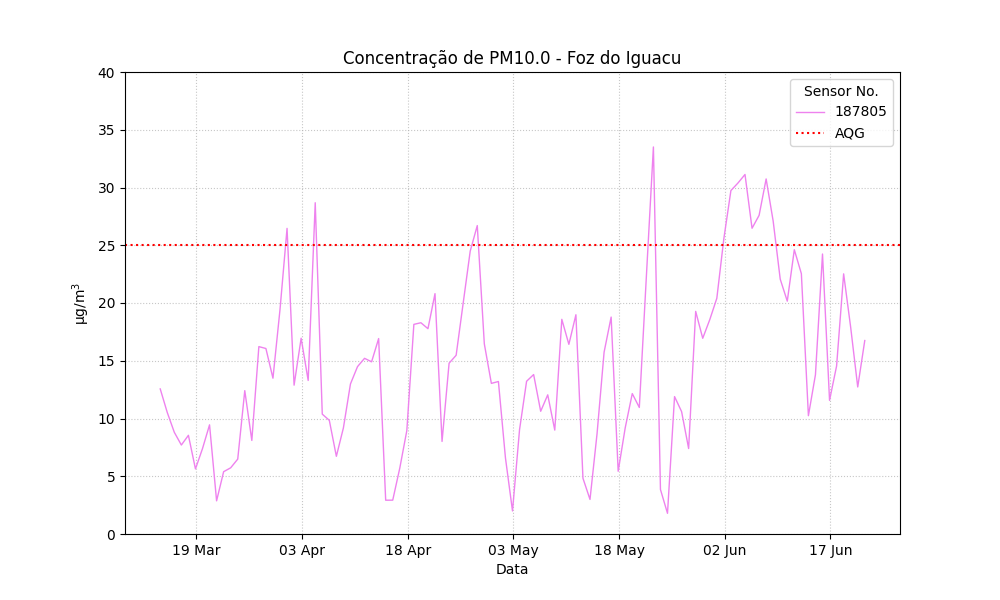 Concentração de PM10.0 - Foz do Iguacu
40
35
30
25
20
15
10
5
0
µg/m³
Sensor No.
187805
AQG
19 Mar
03 Apr
18 Apr
03 May
18 May
02 Jun
17 Jun
Data